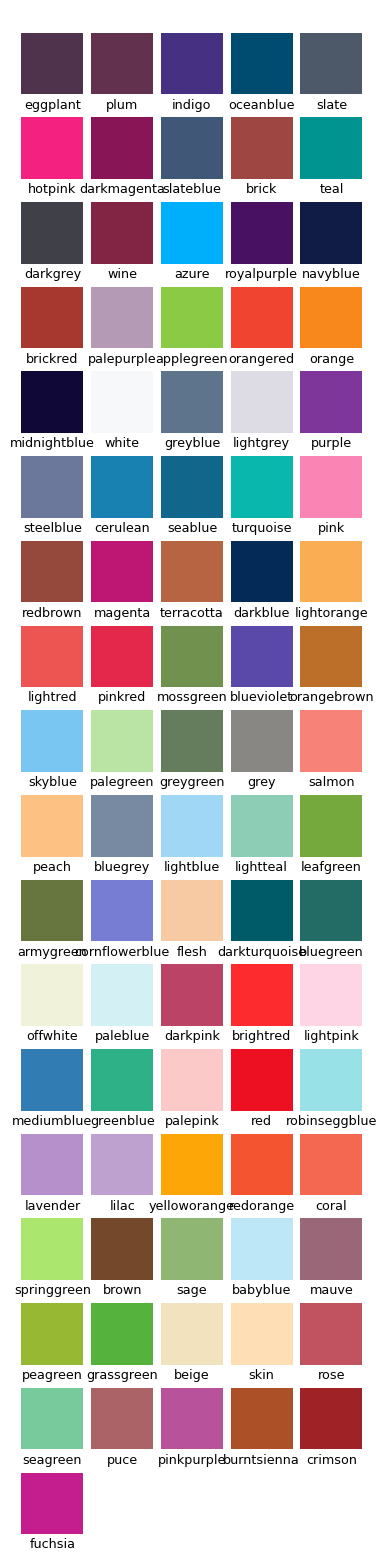 eggplant plum indigo oceanblue slate
hotpink darkmagenta slateblue brick teal
darkgrey wine azure royalpurple navyblue
brickred palepurple applegreen orangered orange
midnightblue white greyblue lightgrey purple
steelblue cerulean seablue turquoise pink
redbrown magenta terracotta darkblue lightorange
lightred pinkred mossgreen blueviolet orangebrown
skyblue palegreen greygreen grey salmon
peach bluegrey lightblue lightteal leafgreen
armygreen cornflowerblue flesh darkturquoise bluegreen
offwhite paleblue darkpink brightred lightpink
mediumblue greenblue palepink red robinseggblue
lavender lilac yelloworange redorange coral
springgreen brown sage babyblue mauve
peagreen grassgreen beige skin rose
seagreen puce pinkpurple burntsienna crimson
fuchsia